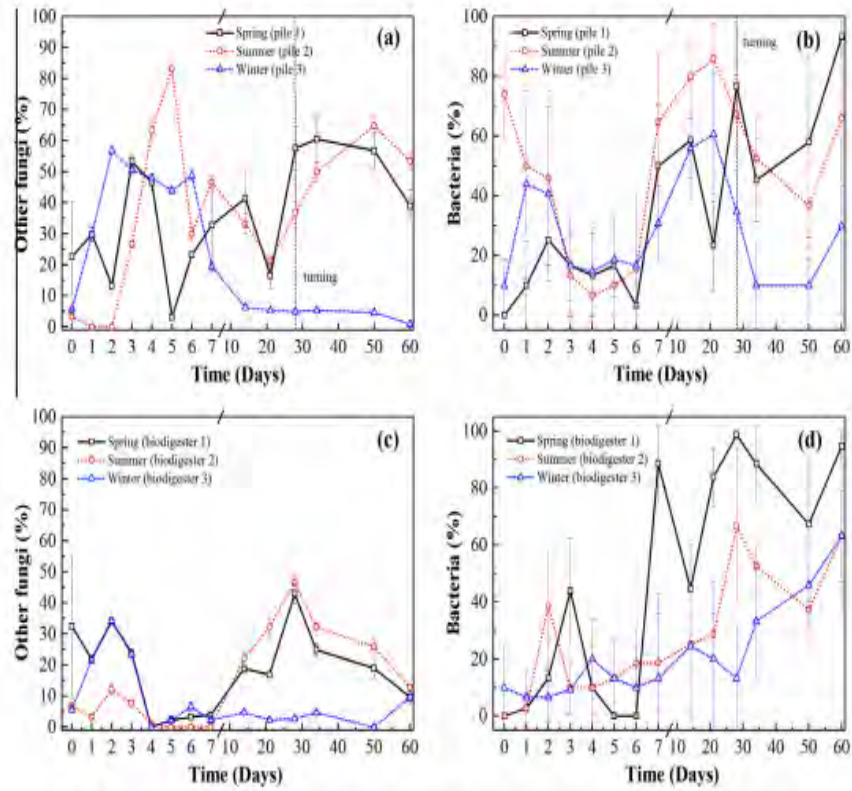 (a)
Spring (pile 1)
Summer (pile 2)
Winter (pile 3)
turning
Other fungi (%)
100
90
80
70
60
50
40
30
20
10
0
0 1 2 3 4 5 6 7 10 20 30 40 50 60
Time (Days)
(b)
Spring (pile 1)
Summer (pile 2)
Winter (pile 3)
turning
Bacteria (%)
100
80
60
40
20
0
0 1 2 3 4 5 6 7 10 20 30 40 50 60
Time (Days)
(c)
Spring (biodigester 1)
Summer (biodigester 2)
Winter (biodigester 3)
Other fungi (%)
100
90
80
70
60
50
40
30
20
10
0
0 1 2 3 4 5 6 7 10 20 30 40 50 60
Time (Days)
(d)
Spring (biodigester 1)
Summer (biodigester 2)
Winter (biodigester 3)
Bacteria (%)
100
80
60
40
20
0
0 1 2 3 4 5 6 7 10 20 30 40 50 60
Time (Days)